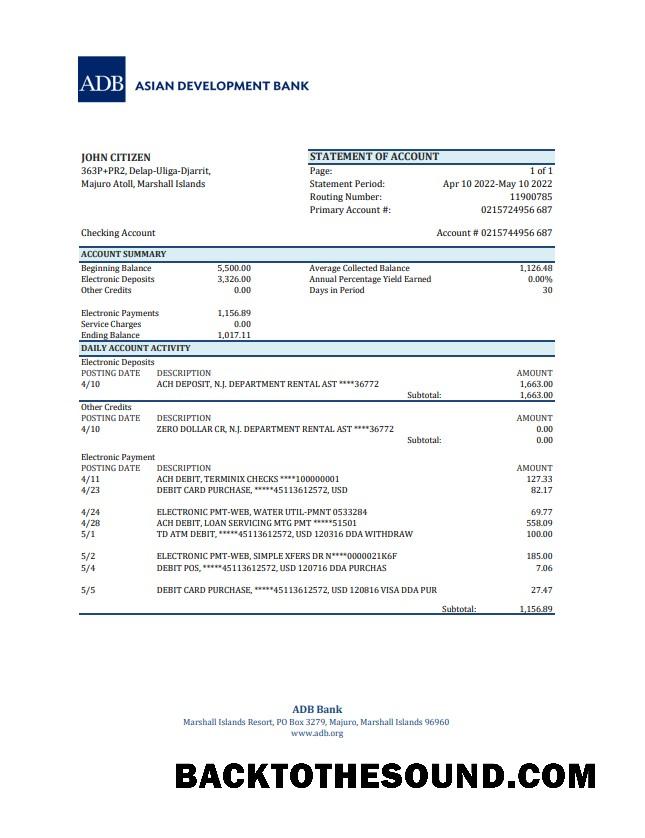 ADB ASIAN DEVELOPMENT BANK
JOHN CITIZEN
363P+PR2, Delap-Uliga-Djarrit,
Majuro Atoll, Marshall Islands
STATEMENT OF ACCOUNT
Page: 1 of 1
Statement Period: Apr 10 2022-May 10 2022
Routing Number: 11900785
Primary Account #: 0215724956 687
Checking Account Account # 0215744956 687
ACCOUNT SUMMARY
Beginning Balance 5,500.00 Average Collected Balance 1,126.48
Electronic Deposits 3,326.00 Annual Percentage Yield Earned 0.00%
Other Credits 0.00 Days in Period 30
Electronic Payments 1,156.89
Service Charges 0.00
Ending Balance 1,017.11
DAILY ACCOUNT ACTIVITY
Electronic Deposits
POSTING DATE DESCRIPTION AMOUNT
4/10 ACH DEPOSIT, N.J. DEPARTMENT RENTAL AST ****36772 1,663.00
Subtotal: 1,663.00
Other Credits
POSTING DATE DESCRIPTION AMOUNT
4/10 ZERO DOLLAR CR, N.J. DEPARTMENT RENTAL AST ****36772 0.00
Subtotal: 0.00
Electronic Payment
POSTING DATE DESCRIPTION AMOUNT
4/11 ACH DEBIT, TERMINIX CHECKS ****100000001 127.33
4/23 DEBIT CARD PURCHASE, *****45113612572, USD 82.17
4/24 ELECTRONIC PMT-WEB, WATER UTIL-PMNT 0533284 69.77
4/28 ACH DEBIT, LOAN SERVICING MTG PMT *****51501 558.09
5/1 TD ATM DEBIT, *****45113612572, USD 120316 DDA WITHDRAW 100.00
5/2 ELECTRONIC PMT-WEB, SIMPLE XFERS DR N****0000021K6F 185.00
5/4 DEBIT POS, *****45113612572, USD 120716 DDA PURCHAS 7.06
5/5 DEBIT CARD PURCHASE, *****45113612572, USD 120816 VISA DDA PUR 27.47
Subtotal: 1,156.89
ADB Bank
Marshall Islands Resort, PO Box 3279, Majuro, Marshall Islands 96960
www.adb.org
BACKTOTHESOUND.COM